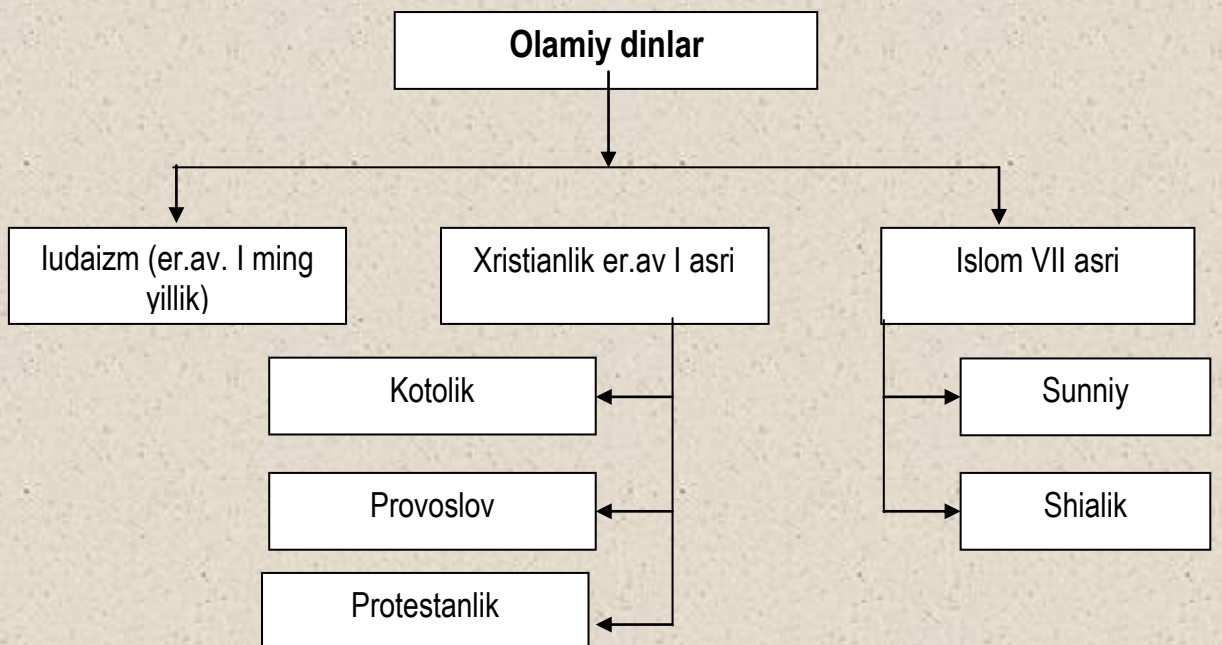 Olamiy dinlar
Iudaizm (er.av. I ming
yillik)
Xristianlik er.av I asri
Islom VII asri
Kotolik
Sunniy
Provoslov
Shialik
Protestanlik